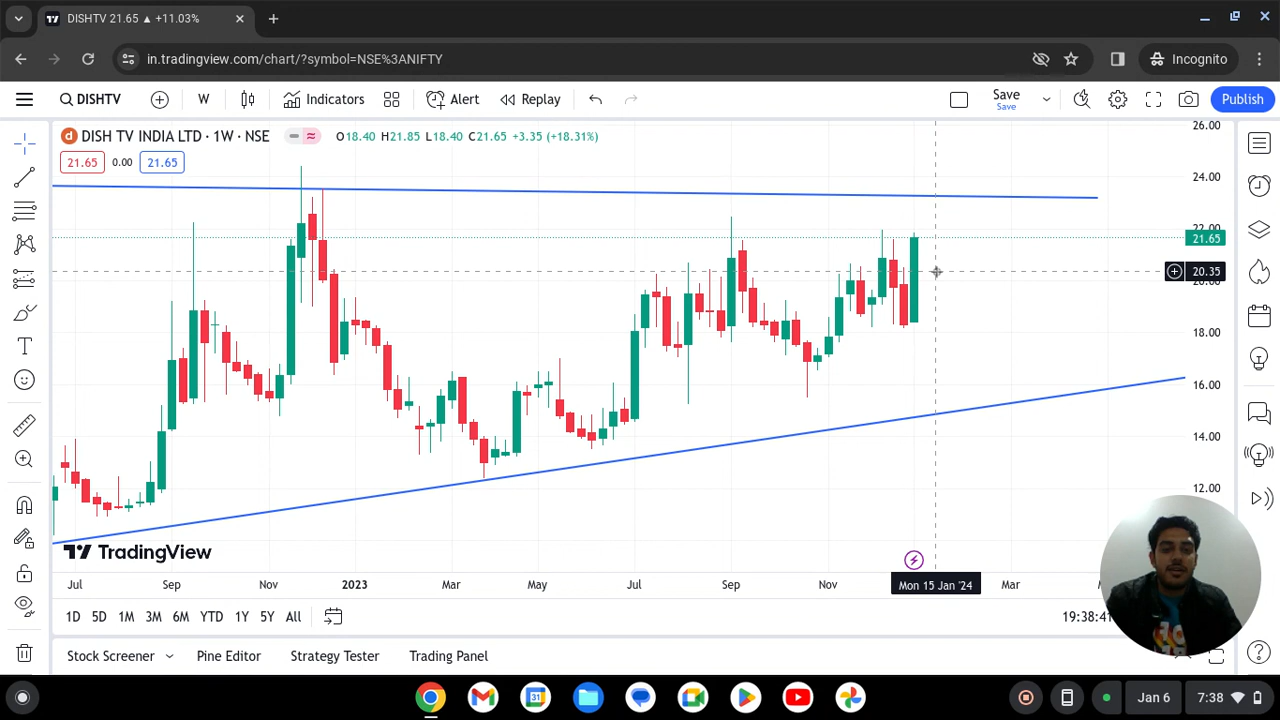 DISHTV 21.65 ▲ +11.03%
in.tradingview.com/chart/?symbol=NSE%3ANIFTY
Incognito
DISHTV
W
Indicators
Alert
Replay
Save
Save
Publish
DISH TV INDIA LTD · 1W · NSE
O18.40 H21.85 L18.40 C21.65 +3.35 (+18.31%)
21.65 0.00 21.65
26.00
24.00
22.00
21.65
20.35
20.00
18.00
16.00
14.00
12.00
TradingView
Jul Sep Nov 2023 Mar May Jul Sep Nov Mon 15 Jan '24 Mar
1D 5D 1M 3M 6M YTD 1Y 5Y All
19:38:41
Stock Screener Pine Editor Strategy Tester Trading Panel
Jan 6 7:38